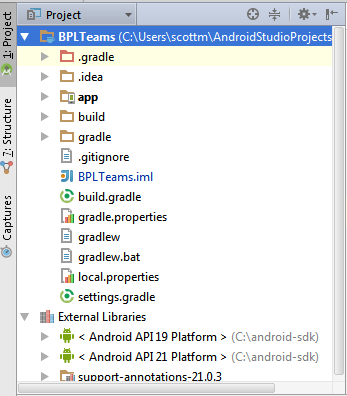 1: Project
7: Structure
Captures
Project
BPLTeams (C:\Users\scottm\AndroidStudioProjects
.gradle
.idea
app
build
gradle
.gitignore
BPLTeams.iml
build.gradle
gradle.properties
gradlew
gradlew.bat
local.properties
settings.gradle
External Libraries
< Android API 19 Platform > (C:\android-sdk)
< Android API 21 Platform > (C:\android-sdk)
support-annotations-21.0.3